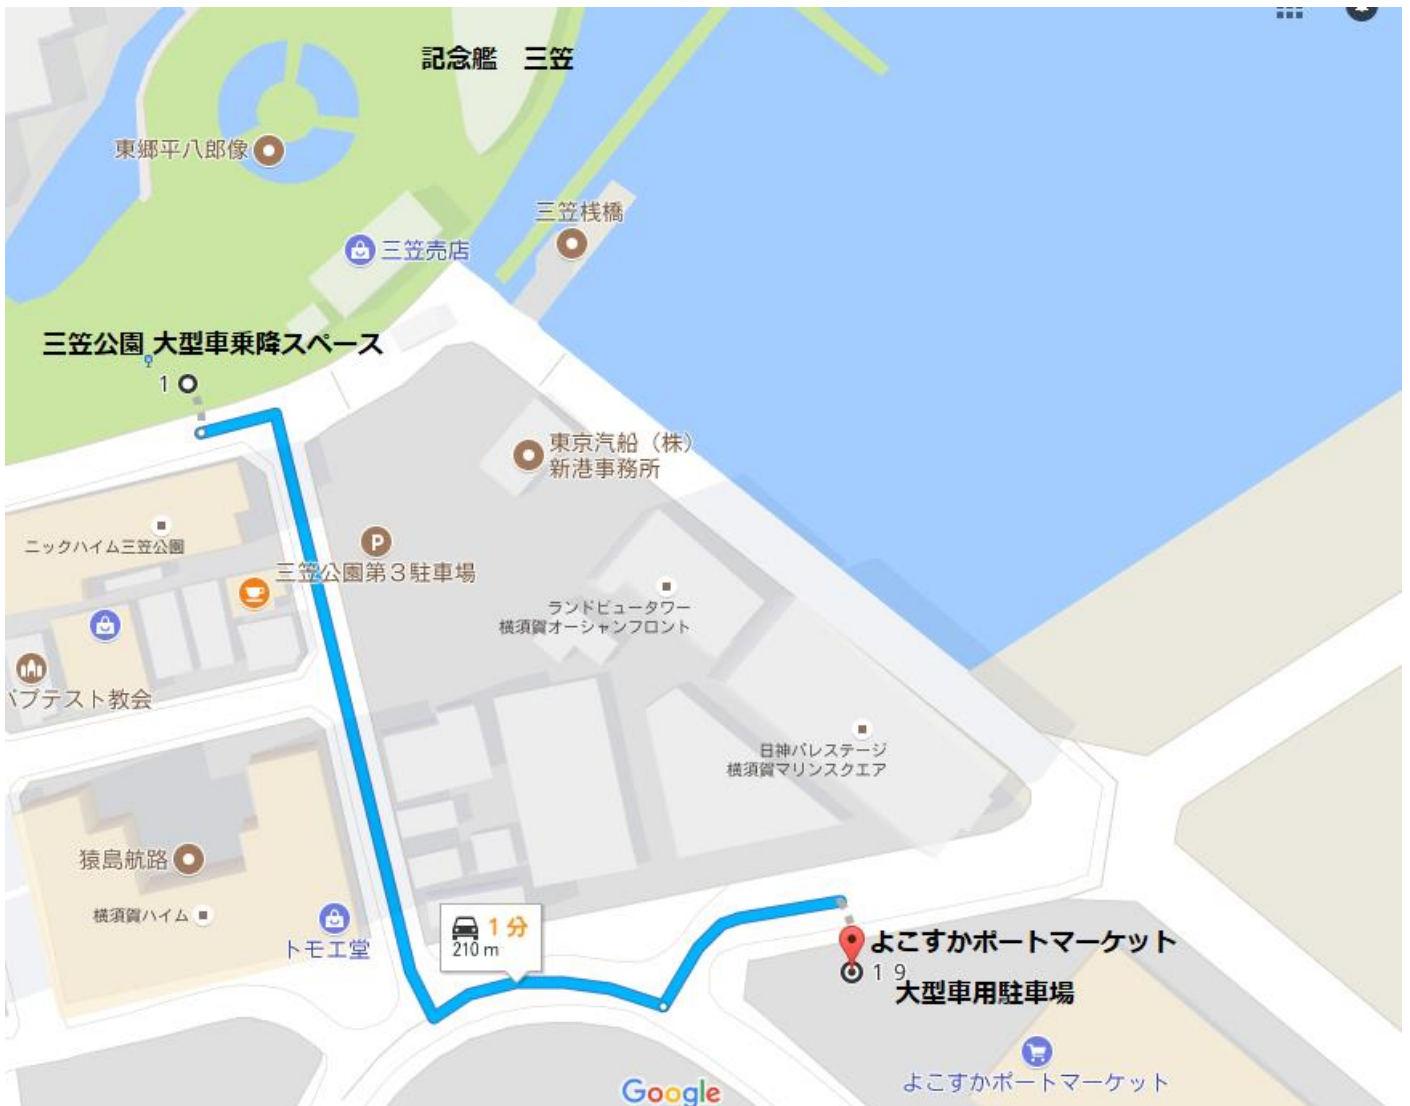 記念艦 三笠
東郷平八郎像
三笠桟橋
三笠売店
三笠公園 大型車乗降スペース
1
東京汽船（株）
新港事務所
ニックハイム三笠公園
P
三笠公園第３駐車場
ランドビュータワー
横須賀オーシャンフロント
バプテスト教会
日神パレステージ
横須賀マリンスクエア
猿島航路
横須賀ハイム
トモエ堂
1 分
210 m
よこすかポートマーケット
1 9
大型車用駐車場
よこすかポートマーケット
Google